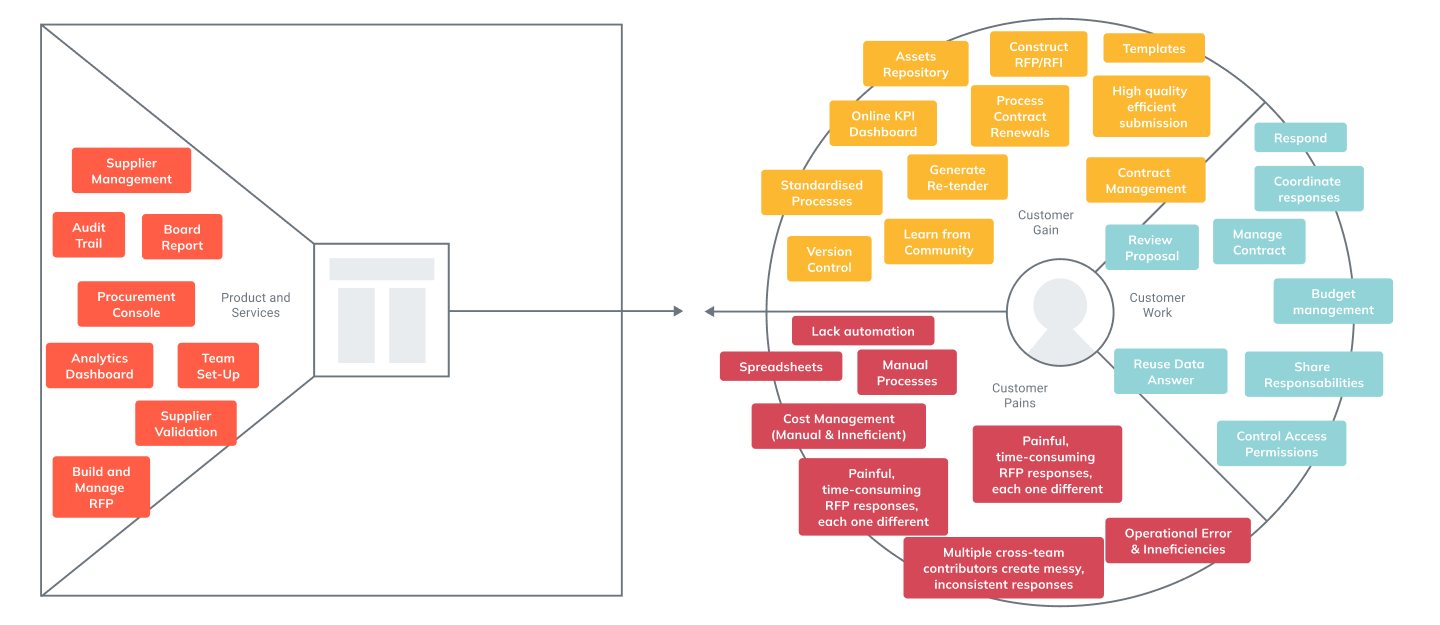 Supplier
Management
Audit
Trail
Board
Report
Procurement
Console
Product and
Services
Analytics
Dashboard
Team
Set-Up
Supplier
Validation
Build and
Manage
RFP
Assets
Repository
Construct
RFP/RFI
Templates
Online KPI
Dashboard
Process
Contract
Renewals
High quality
efficient
submission
Standardised
Processes
Generate
Re-tender
Contract
Management
Version
Control
Learn from
Community
Customer
Gain
Respond
Coordinate
responses
Review
Proposal
Manage
Contract
Customer
Work
Budget
management
Reuse Data
Answer
Share
Responsabilities
Control Access
Permissions
Lack automation
Spreadsheets
Manual
Processes
Customer
Pains
Cost Management
(Manual & Inneficient)
Painful,
time-consuming
RFP responses,
each one different
Painful,
time-consuming
RFP responses,
each one different
Multiple cross-team
contributors create messy,
inconsistent responses
Operational Error
& Inneficiencies